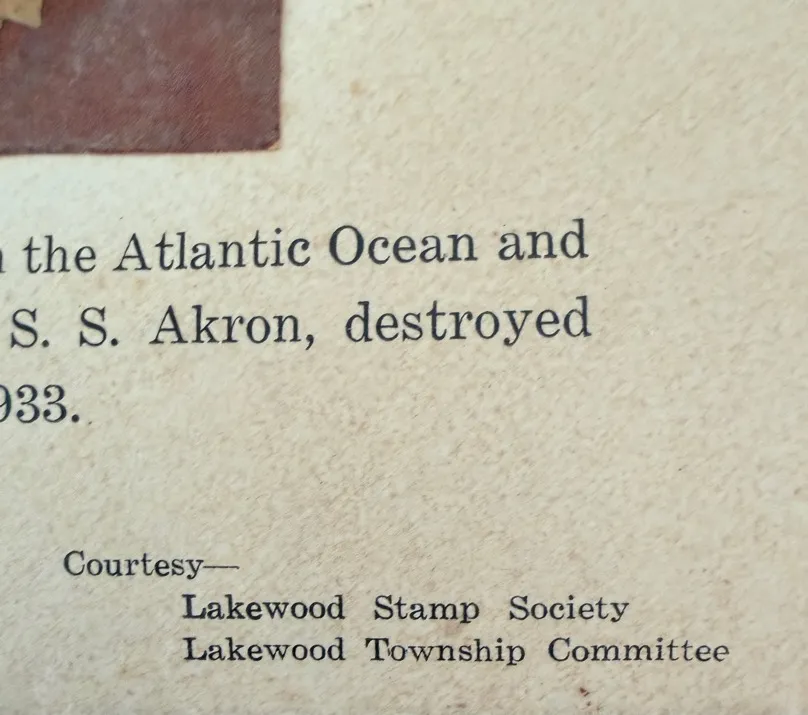 the Atlantic Ocean and
S. S. Akron, destroyed
933.
Courtesy—
Lakewood Stamp Society
Lakewood Township Committee